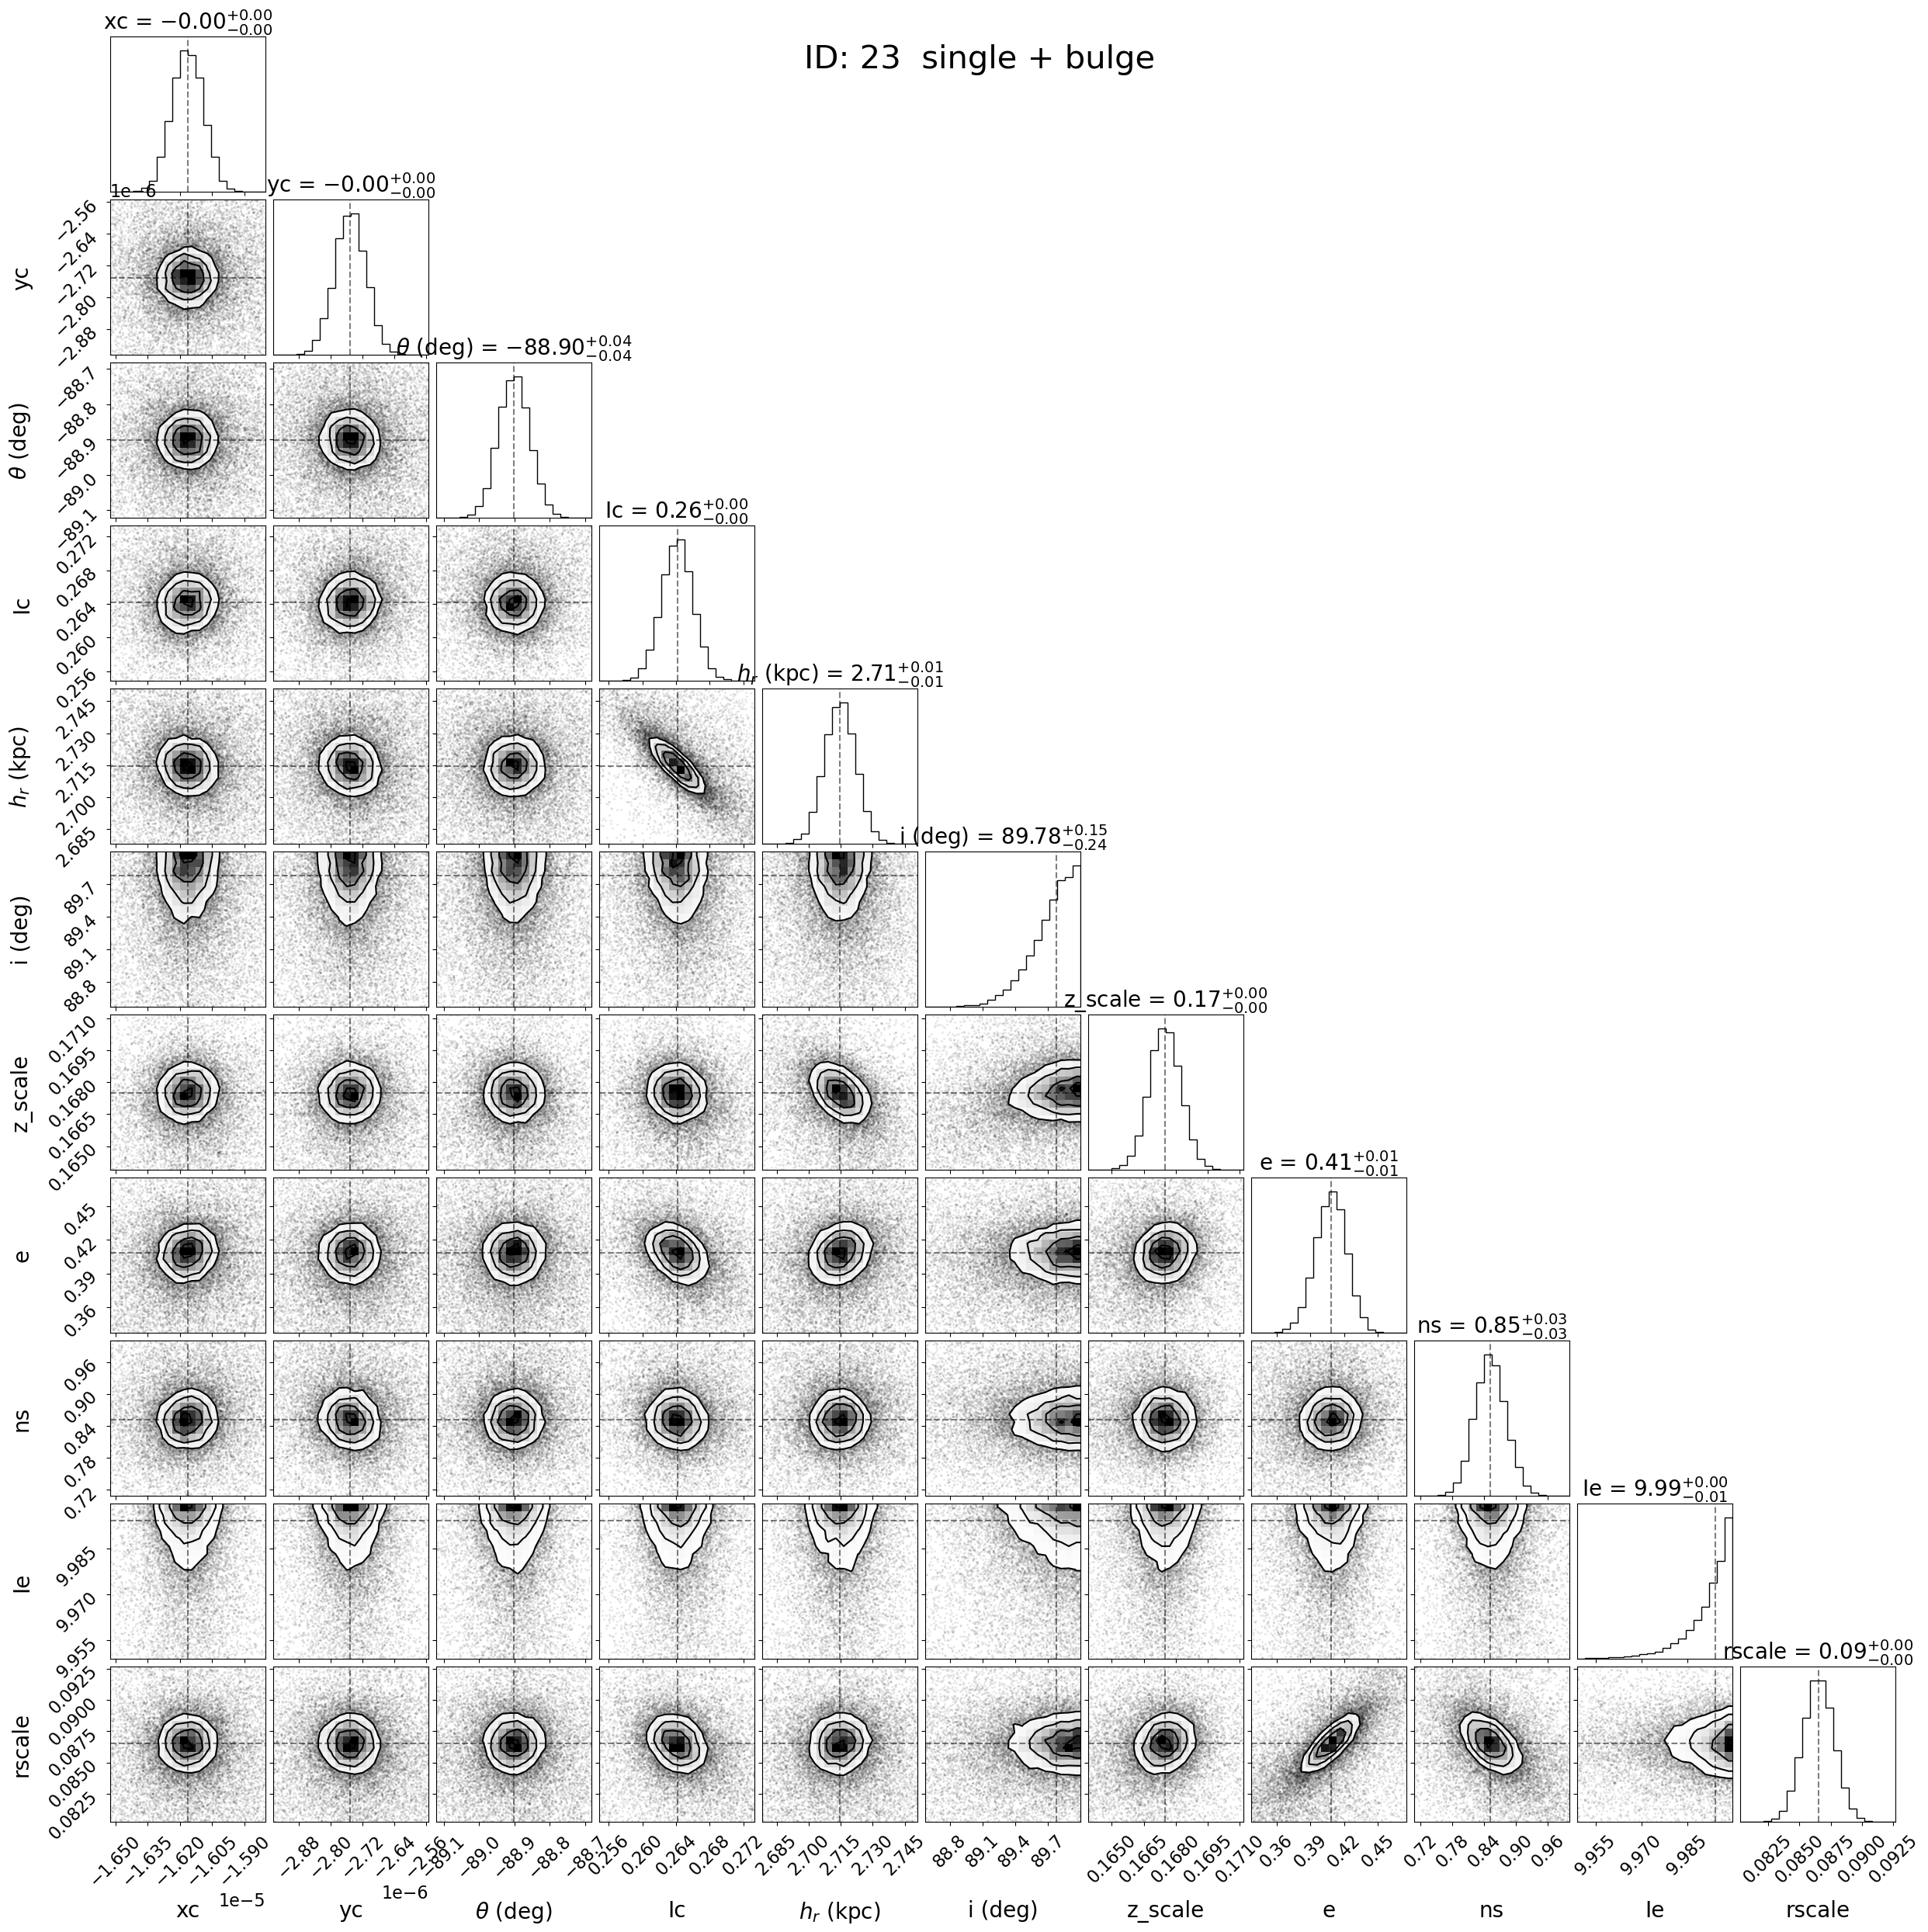 xc = −0.00+0.00−0.00
ID: 23 single + bulge
1e−6
yc = −0.00+0.00−0.00
yc
−2.56
−2.64
−2.72
−2.80
−2.88
θ (deg) = −88.90+0.04−0.04
θ (deg)
−88.7
−88.8
−88.9
−89.0
−89.1
Ic = 0.26+0.00−0.00
Ic
0.272
0.268
0.264
0.260
0.256
hr (kpc) = 2.71+0.01−0.01
hr (kpc)
2.745
2.730
2.715
2.700
2.685
i (deg) = 89.78+0.15−0.24
i (deg)
89.7
89.4
89.1
88.8
z_scale = 0.17+0.00−0.00
z_scale
0.1710
0.1695
0.1680
0.1665
0.1650
e = 0.41+0.01−0.01
e
0.45
0.42
0.39
0.36
ns = 0.85+0.03−0.03
ns
0.96
0.90
0.84
0.78
0.72
Ie = 9.99+0.00−0.01
Ie
9.985
9.970
9.955
rscale = 0.09+0.00−0.00
rscale
0.0925
0.0900
0.0875
0.0850
0.0825
−1.650 −1.635 −1.620 −1.605 −1.590 −2.88 −2.80 −2.72 −2.64 −2.56 −89.1 −89.0 −88.9 −88.8 −88.7 0.256 0.260 0.264 0.268 0.272 2.685 2.700 2.715 2.730 2.745 88.8 89.1 89.4 89.7 0.1650 0.1665 0.1680 0.1695 0.1710 0.36 0.39 0.42 0.45 0.72 0.78 0.84 0.90 0.96 9.955 9.970 9.985 0.0825 0.0850 0.0875 0.0900 0.0925
1e−5 1e−6
xc yc θ (deg) Ic hr (kpc) i (deg) z_scale e ns Ie rscale